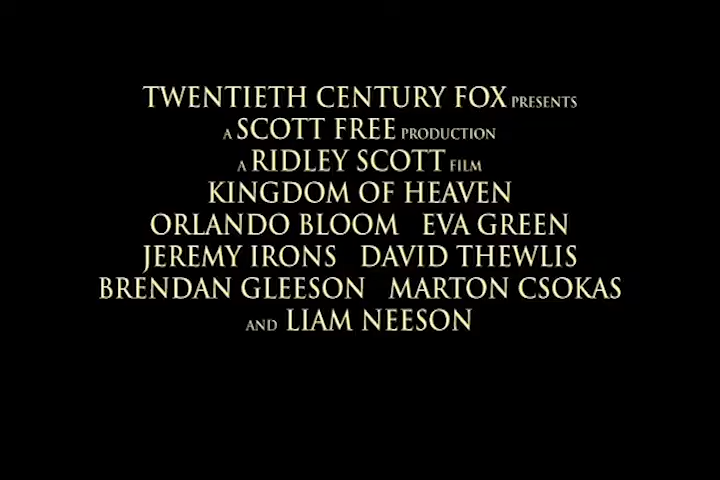 TWENTIETH CENTURY FOX PRESENTS
A SCOTT FREE PRODUCTION
A RIDLEY SCOTT FILM
KINGDOM OF HEAVEN
ORLANDO BLOOM EVA GREEN
JEREMY IRONS DAVID THEWLIS
BRENDAN GLEESON MARTON CSOKAS
AND LIAM NEESON